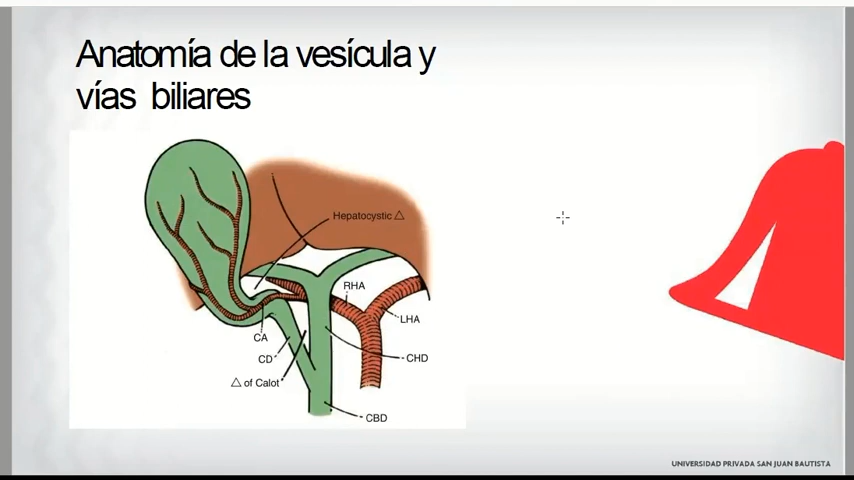 Anatomía de la vesícula y
vías biliares
Hepatocystic △
RHA
LHA
CA
CD
CHD
△ of Calot
CBD
UNIVERSIDAD PRIVADA SAN JUAN BAUTISTA